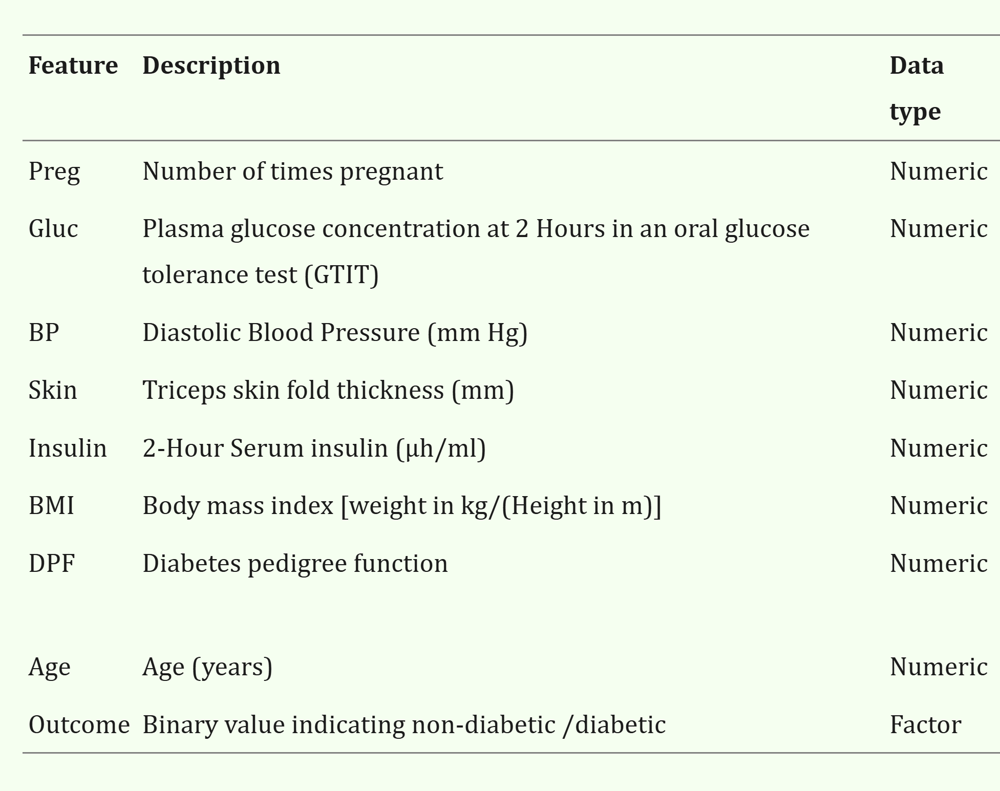 Feature Description Data
type
Preg Number of times pregnant Numeric
Gluc Plasma glucose concentration at 2 Hours in an oral glucose Numeric
tolerance test (GTIT)
BP Diastolic Blood Pressure (mm Hg) Numeric
Skin Triceps skin fold thickness (mm) Numeric
Insulin 2-Hour Serum insulin (μh/ml) Numeric
BMI Body mass index [weight in kg/(Height in m)] Numeric
DPF Diabetes pedigree function Numeric
Age Age (years) Numeric
Outcome Binary value indicating non-diabetic /diabetic Factor